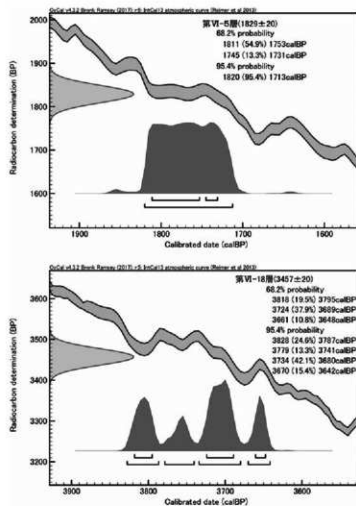 OxCal v4.3.2 Bronk Ramsey (2017); r:5 IntCal13 atmospheric curve (Reimer et al 2013)
第Ⅵ-5層(1829±20)
68.2% probability
1811 (54.9%) 1753calBP
1745 (13.3%) 1731calBP
95.4% probability
1820 (95.4%) 1713calBP
Radiocarbon determination (BP)
2000
1900
1800
1700
1600
1900
1800
1700
1600
Calibrated date (calBP)
OxCal v4.3.2 Bronk Ramsey (2017); r:5 IntCal13 atmospheric curve (Reimer et al 2013)
第Ⅵ-18層(3457±20)
68.2% probability
3818 (19.5%) 3795calBP
3724 (37.9%) 3689calBP
3661 (10.8%) 3648calBP
95.4% probability
3828 (24.6%) 3787calBP
3779 (13.3%) 3741calBP
3734 (42.1%) 3680calBP
3670 (15.4%) 3642calBP
Radiocarbon determination (BP)
3600
3500
3400
3300
3200
3900
3800
3700
3600
Calibrated date (calBP)